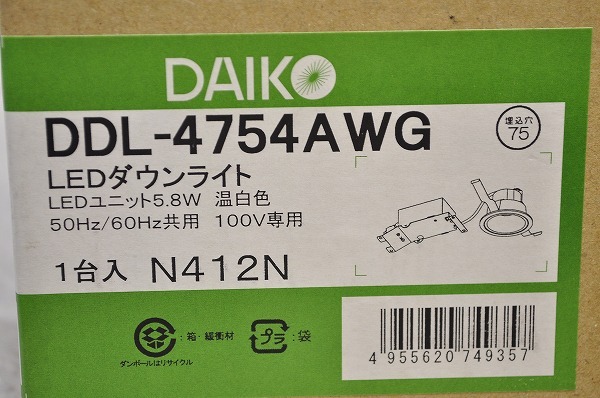 DAIKO
DDL-4754AWG
埋込穴
75
LEDダウンライト
LEDユニット5.8W 温白色
50Hz/60Hz共用 100V専用
1台入 N412N
:箱・緩衝材
プラ:袋
ダンボールはリサイクル
4 955620 749357